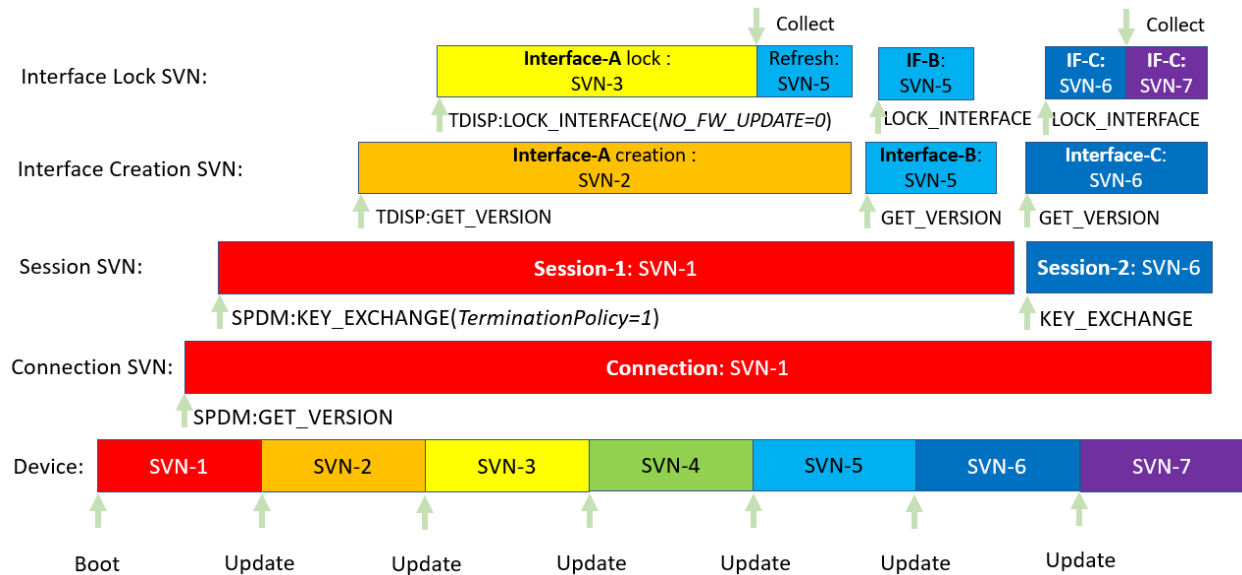 Collect
Collect
Interface Lock SVN:
Interface-A lock :
SVN-3
Refresh:
SVN-5
IF-B:
SVN-5
IF-C:
SVN-6
IF-C:
SVN-7
TDISP:LOCK_INTERFACE(NO_FW_UPDATE=0)
LOCK_INTERFACE
LOCK_INTERFACE
Interface Creation SVN:
Interface-A creation :
SVN-2
Interface-B:
SVN-5
Interface-C:
SVN-6
TDISP:GET_VERSION
GET_VERSION
GET_VERSION
Session SVN:
Session-1: SVN-1
Session-2: SVN-6
SPDM:KEY_EXCHANGE(TerminationPolicy=1)
KEY_EXCHANGE
Connection SVN:
Connection: SVN-1
SPDM:GET_VERSION
Device:
SVN-1
SVN-2
SVN-3
SVN-4
SVN-5
SVN-6
SVN-7
Boot
Update
Update
Update
Update
Update
Update